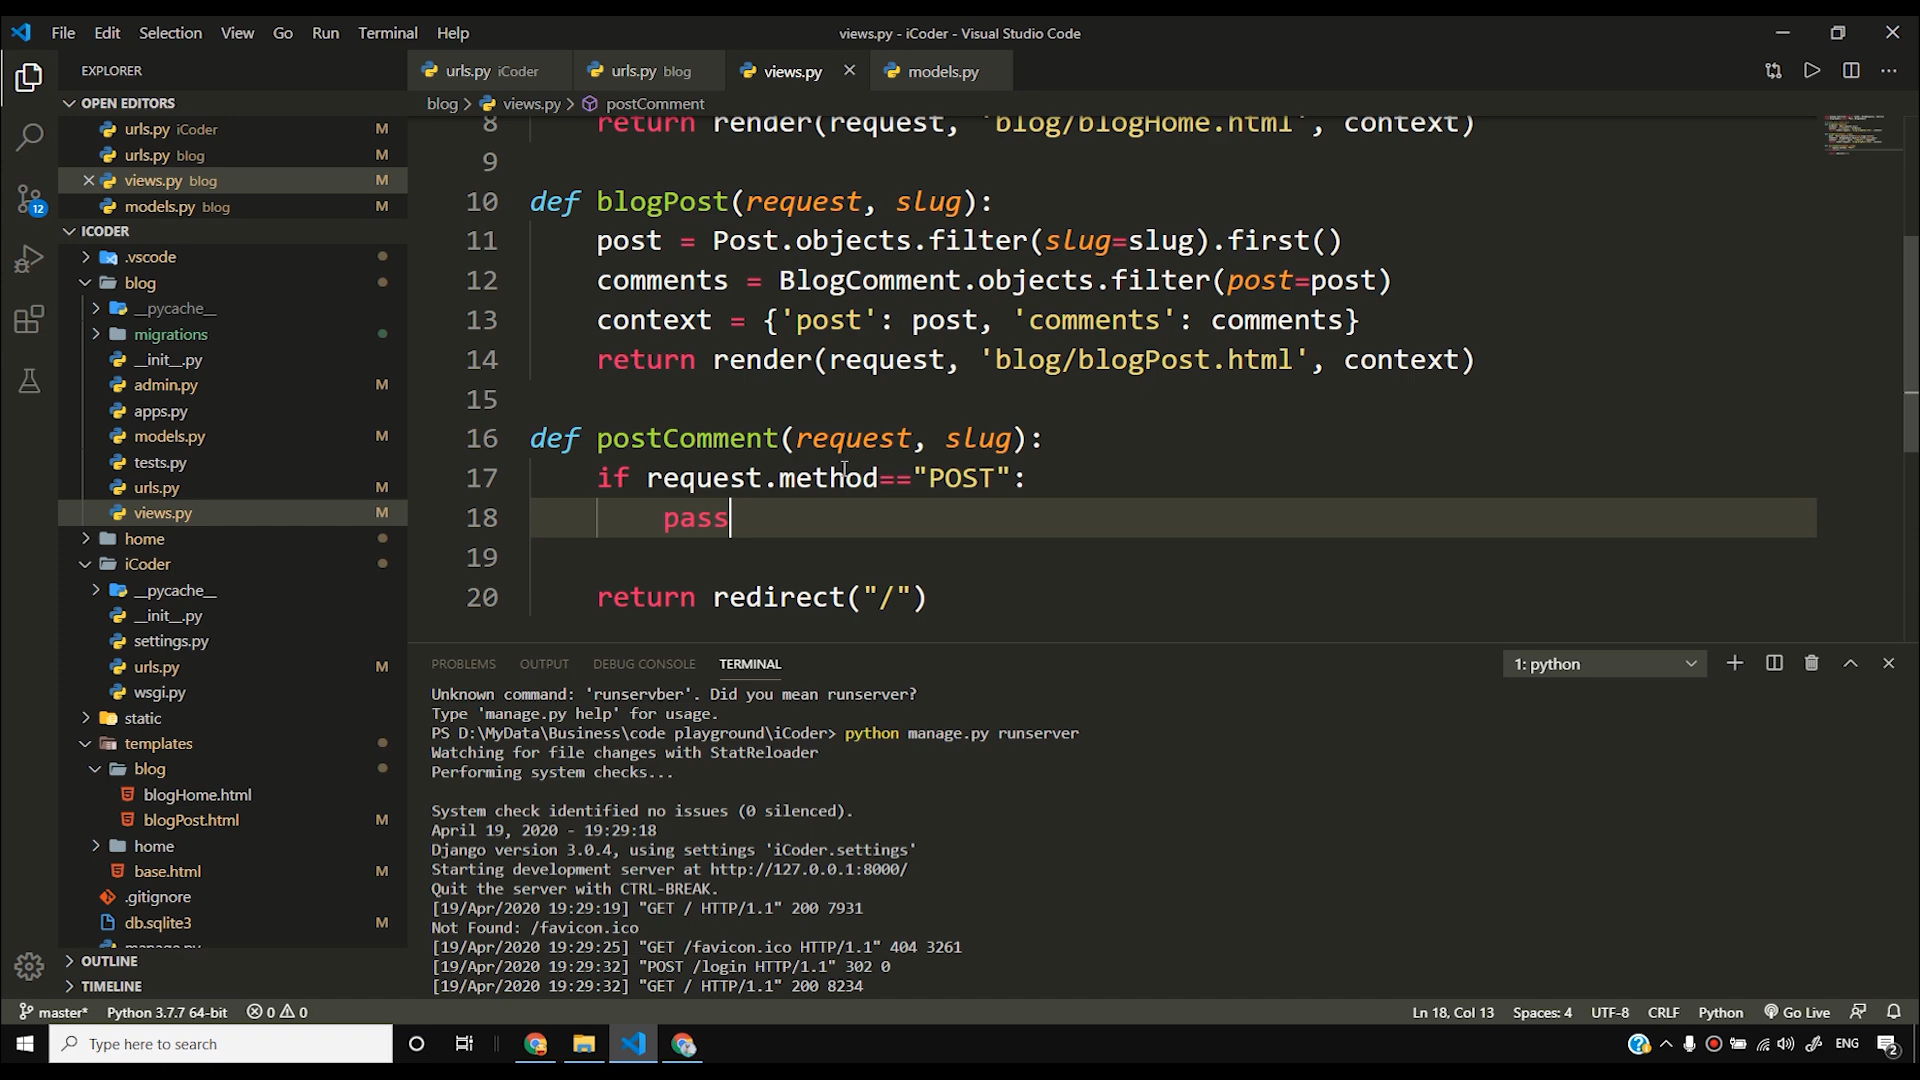 File Edit Selection View Go Run Terminal Help
views.py - iCoder - Visual Studio Code
EXPLORER
urls.py iCoder
urls.py blog
views.py
models.py
OPEN EDITORS
blog > views.py > postComment
urls.py iCoder M
urls.py blog M
views.py blog M
models.py blog M
ICODER
.vscode
blog
__pycache__
migrations
__init__.py
admin.py M
apps.py
models.py M
tests.py
urls.py M
views.py M
home
iCoder
__pycache__
__init__.py
settings.py
urls.py M
wsgi.py
static
templates
blog
blogHome.html
blogPost.html M
home
base.html M
.gitignore
db.sqlite3 M
manage.py
OUTLINE
TIMELINE
8 return render(request, 'blog/blogHome.html', context)
9
10 def blogPost(request, slug):
11 post = Post.objects.filter(slug=slug).first()
12 comments = BlogComment.objects.filter(post=post)
13 context = {'post': post, 'comments': comments}
14 return render(request, 'blog/blogPost.html', context)
15
16 def postComment(request, slug):
17 if request.method=="POST":
18 pass
19
20 return redirect("/")
PROBLEMS OUTPUT DEBUG CONSOLE TERMINAL
1: python
Unknown command: 'runservber'. Did you mean runserver?
Type 'manage.py help' for usage.
PS D:\MyData\Business\code playground\iCoder> python manage.py runserver
Watching for file changes with StatReloader
Performing system checks...
System check identified no issues (0 silenced).
April 19, 2020 - 19:29:18
Django version 3.0.4, using settings 'iCoder.settings'
Starting development server at http://127.0.0.1:8000/
Quit the server with CTRL-BREAK.
[19/Apr/2020 19:29:19] "GET / HTTP/1.1" 200 7931
Not Found: /favicon.ico
[19/Apr/2020 19:29:25] "GET /favicon.ico HTTP/1.1" 404 3261
[19/Apr/2020 19:29:32] "POST /login HTTP/1.1" 302 0
[19/Apr/2020 19:29:32] "GET / HTTP/1.1" 200 8234
12
master* Python 3.7.7 64-bit 0 0
Ln 18, Col 13 Spaces: 4 UTF-8 CRLF Python Go Live
Type here to search
ENG
2